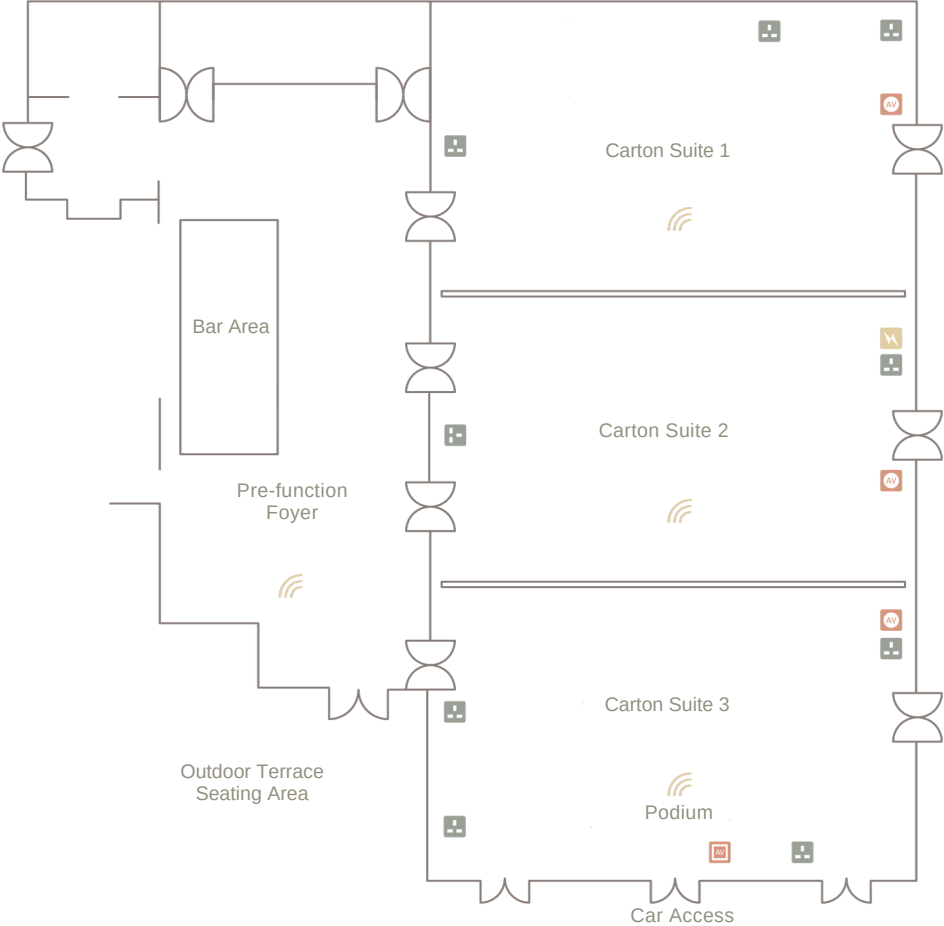 AV
Carton Suite 1
Bar Area
Carton Suite 2
AV
Pre-function
Foyer
AV
Carton Suite 3
Outdoor Terrace
Seating Area
Podium
AV
Car Access